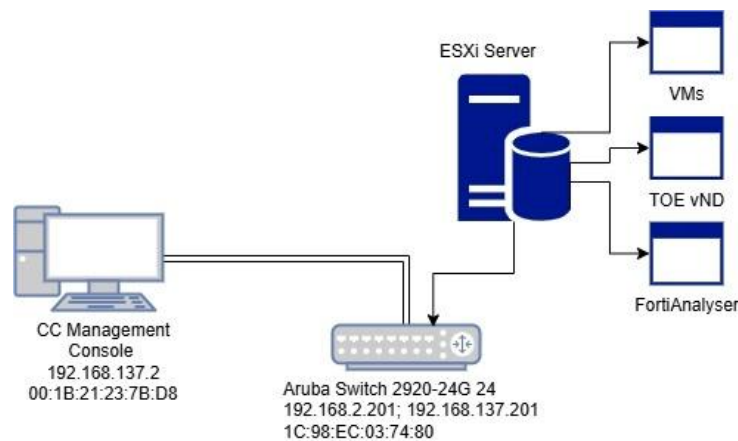 ESXi Server
VMs
TOE vND
FortiAnalyser
CC Management
Console
192.168.137.2
00:1B:21:23:7B:D8
Aruba Switch 2920-24G 24
192.168.2.201; 192.168.137.201
1C:98:EC:03:74:80